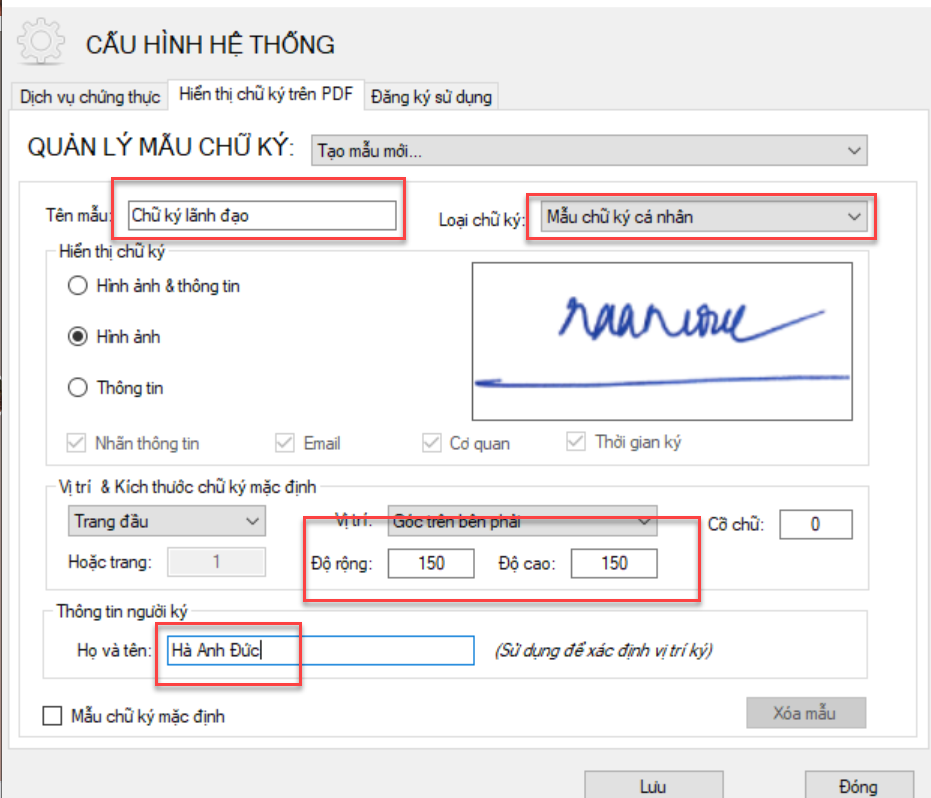 CẤU HÌNH HỆ THỐNG
Dịch vụ chứng thực Hiển thị chữ ký trên PDF Đăng ký sử dụng
QUẢN LÝ MẪU CHỮ KÝ: Tạo mẫu mới...
Tên mẫu: Chữ ký lãnh đạo Loại chữ ký: Mẫu chữ ký cá nhân
Hiển thị chữ ký
Hình ảnh & thông tin
Hình ảnh
Thông tin
Nhãn thông tin Email Cơ quan Thời gian ký
Vị trí & Kích thước chữ ký mặc định
Trang đầu Vị trí: Góc trên bên phải Cỡ chữ: 0
Hoặc trang: 1 Độ rộng: 150 Độ cao: 150
Thông tin người ký
Họ và tên: Hà Anh Đức (Sử dụng để xác định vị trí ký)
Mẫu chữ ký mặc định Xóa mẫu
Lưu Đóng